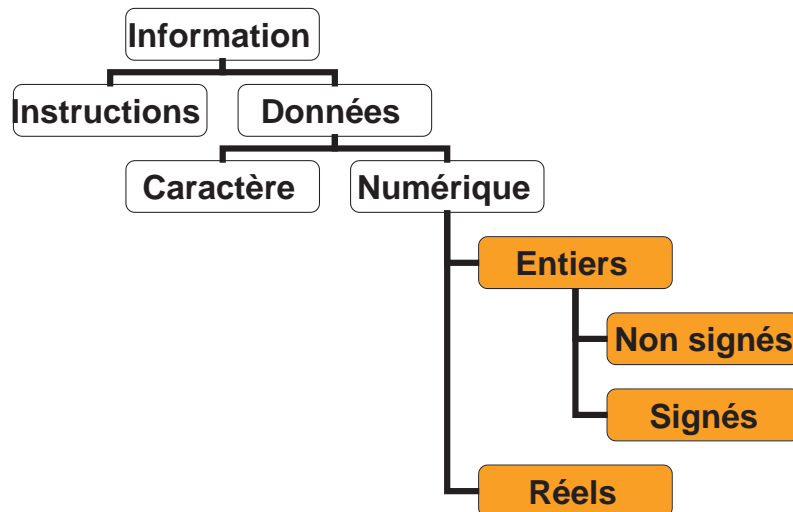 Information
Instructions
Données
Caractère
Numérique
Entiers
Non signés
Signés
Réels